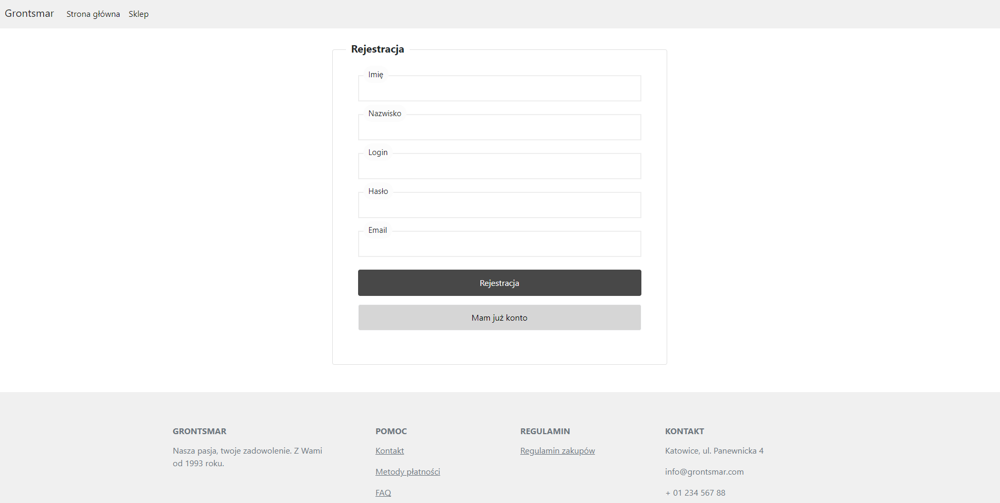 Grontsmar Strona główna Sklep
Rejestracja
Imię
Nazwisko
Login
Hasło
Email
Rejestracja
Mam już konto
GRONTSMAR
Nasza pasja, twoje zadowolenie. Z Wami
od 1993 roku.
POMOC
Kontakt
Metody płatności
FAQ
REGULAMIN
Regulamin zakupów
KONTAKT
Katowice, ul. Panewnicka 4
info@grontsmar.com
+ 01 234 567 88